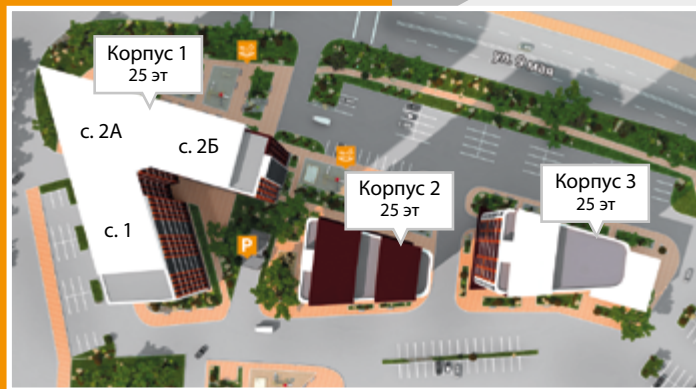 Корпус 1
25 эт
ул. 9 мая
с. 2А
с. 2Б
Корпус 2
25 эт
Корпус 3
25 эт
с. 1
P